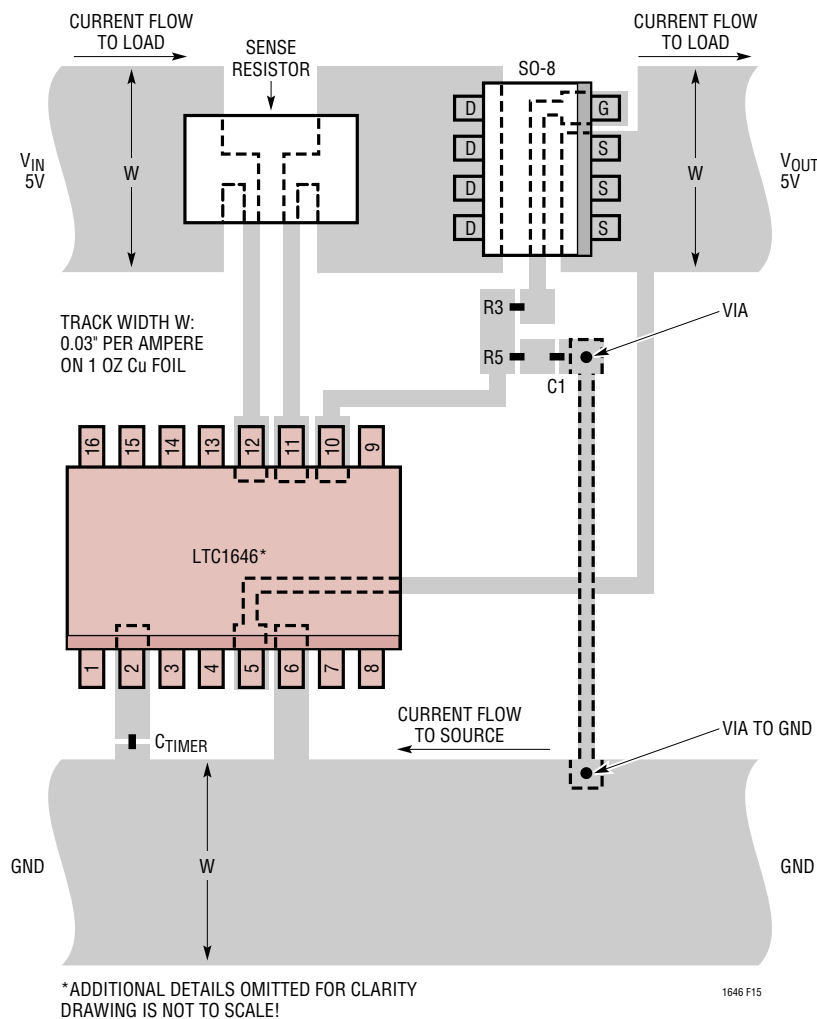 CURRENT FLOW
TO LOAD
SENSE
RESISTOR
SO-8
CURRENT FLOW
TO LOAD
D
G
D
S
D
S
D
S
VIN
5V
W
W
VOUT
5V
TRACK WIDTH W:
0.03" PER AMPERE
ON 1 OZ Cu FOIL
R3
VIA
R5
C1
16
15
14
13
12
11
10
9
LTC1646*
1
2
3
4
5
6
7
8
CURRENT FLOW
TO SOURCE
CTIMER
VIA TO GND
GND
W
GND
*ADDITIONAL DETAILS OMITTED FOR CLARITY
DRAWING IS NOT TO SCALE!
1646 F15